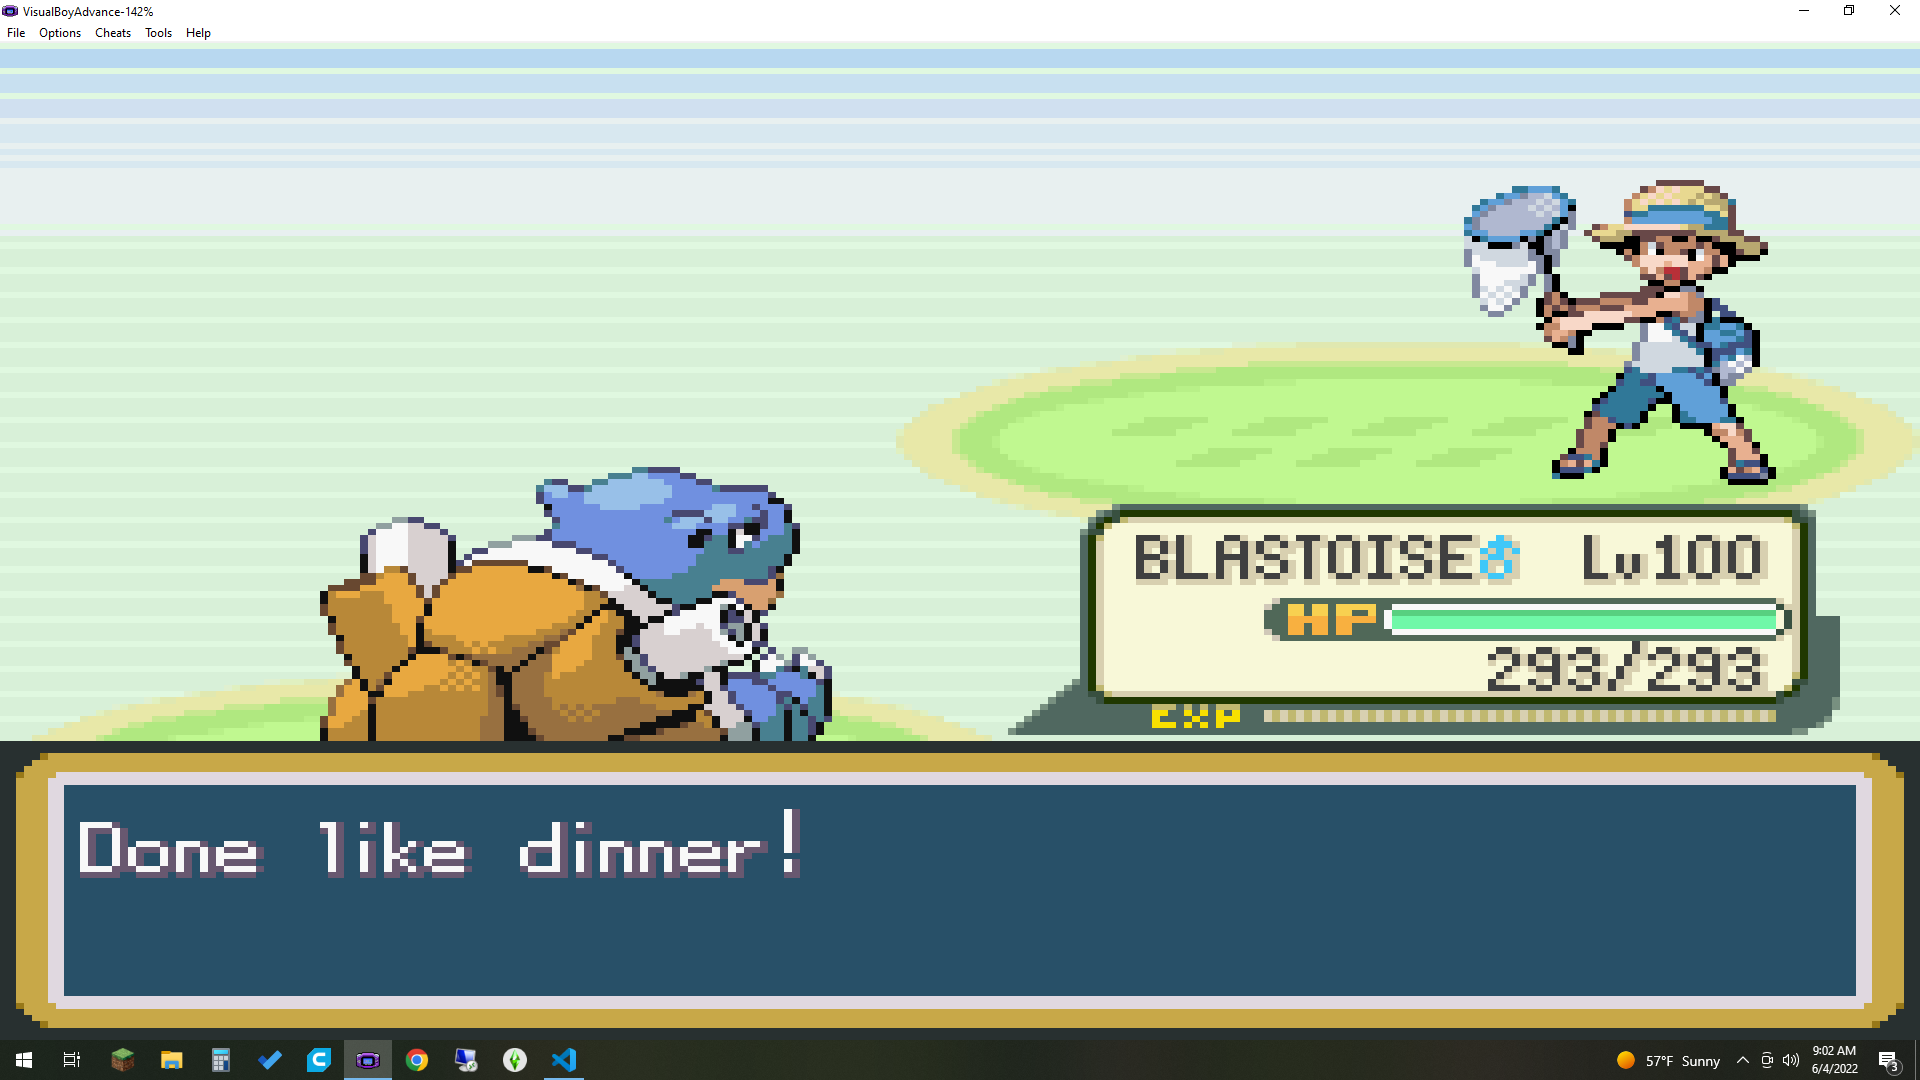 VisualBoyAdvance-142%
File Options Cheats Tools Help
BLASTOISE♂ Lv100
HP
293/293
EXP
Done like dinner!
57°F Sunny
9:02 AM
6/4/2022
3